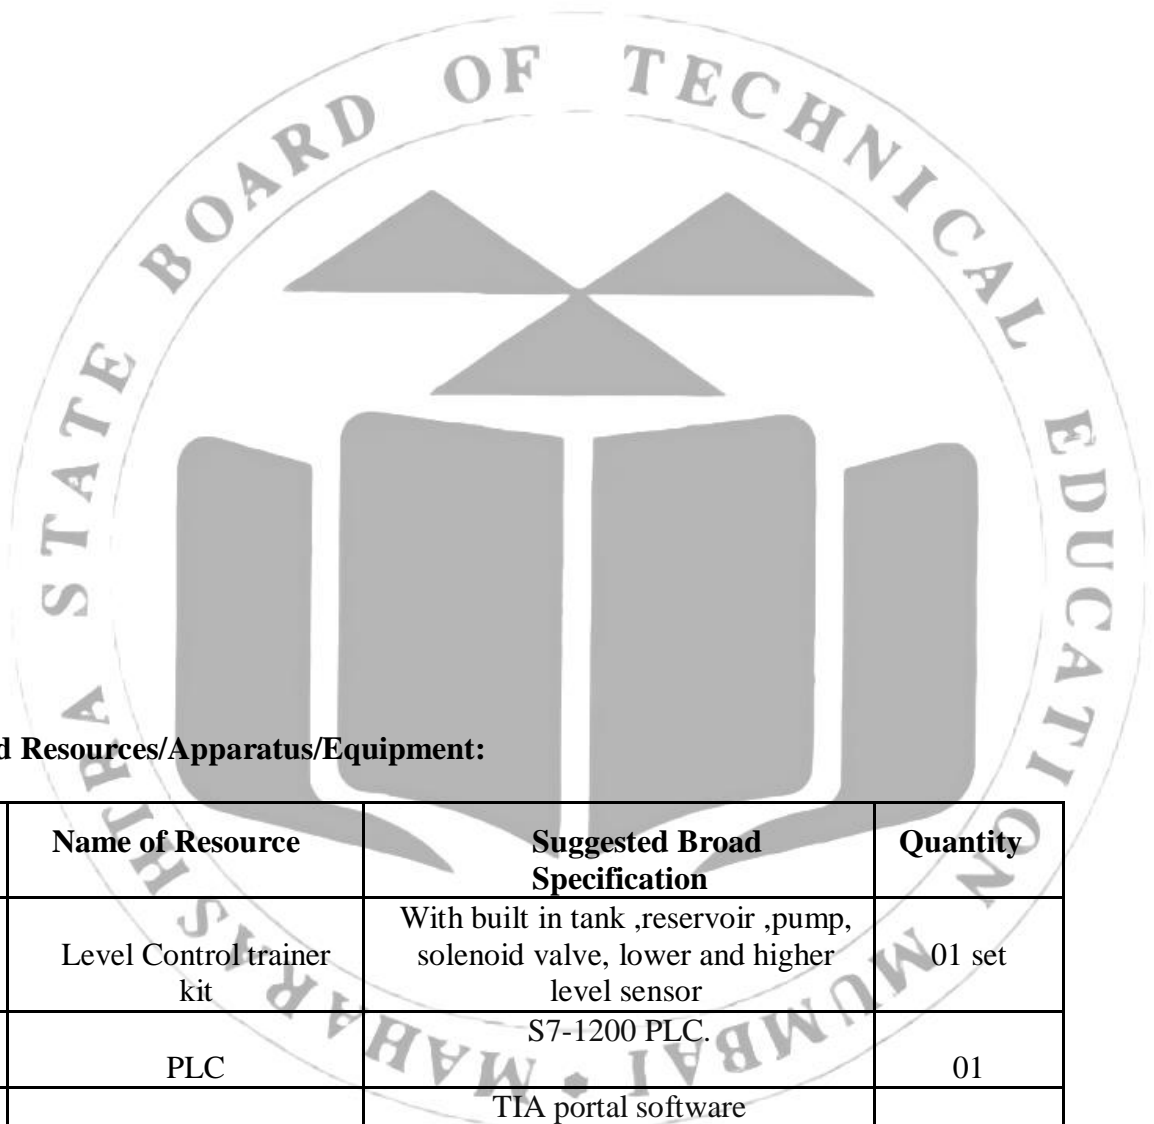 MAHARASHTRA STATE BOARD OF TECHNICAL EDUCATION
MUMBAI
d Resources/Apparatus/Equipment:
Name of Resource
Suggested Broad
Specification
Quantity
Level Control trainer
kit
With built in tank ,reservoir ,pump,
solenoid valve, lower and higher
level sensor
01 set
PLC
S7-1200 PLC.
01
TIA portal software